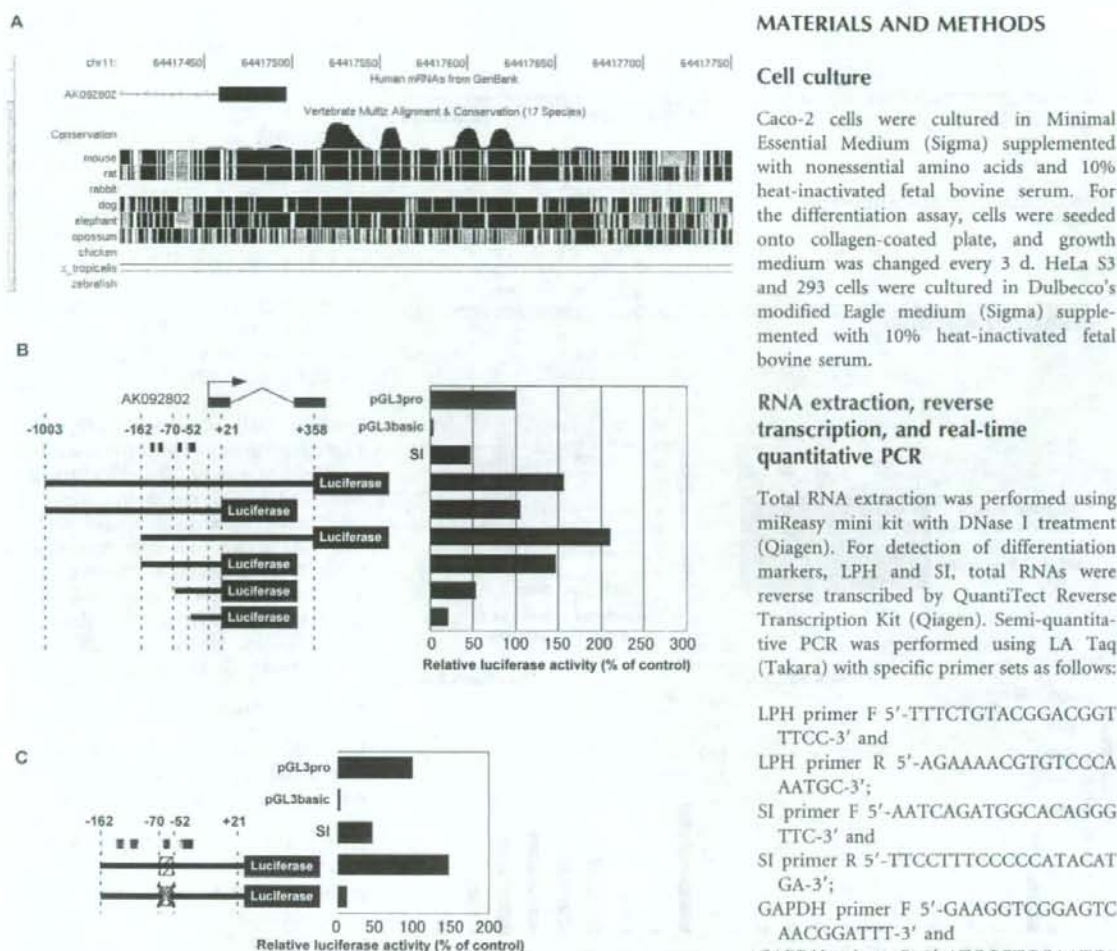 A
chr11: 64417450| 64417500| 64417550| 64417600| 64417650| 64417700| 64417750|
Human mRNAs from GenBank
AK092802
Vertebrate Multiz Alignment & Conservation (17 Species)
Conservation
mouse
rat
rabbit
dog
elephant
opossum
chicken
x_tropicalis
zebrafish
B
AK092802
-1003 -162 -70 -52 +21 +358
Luciferase
Luciferase
Luciferase
Luciferase
Luciferase
Luciferase
pGL3pro
pGL3basic
SI
0 50 100 150 200 250 300
Relative luciferase activity (% of control)
C
-162 -70 -52 +21
Luciferase
Luciferase
pGL3pro
pGL3basic
SI
0 50 100 150 200
Relative luciferase activity (% of control)
MATERIALS AND METHODS
Cell culture
Caco-2 cells were cultured in Minimal
Essential Medium (Sigma) supplemented
with nonessential amino acids and 10%
heat-inactivated fetal bovine serum. For
the differentiation assay, cells were seeded
onto collagen-coated plate, and growth
medium was changed every 3 d. HeLa S3
and 293 cells were cultured in Dulbecco's
modified Eagle medium (Sigma) supple-
mented with 10% heat-inactivated fetal
bovine serum.
RNA extraction, reverse
transcription, and real-time
quantitative PCR
Total RNA extraction was performed using
miReasy mini kit with DNase I treatment
(Qiagen). For detection of differentiation
markers, LPH and SI, total RNAs were
reverse transcribed by QuantiTect Reverse
Transcription Kit (Qiagen). Semi-quantita-
tive PCR was performed using LA Taq
(Takara) with specific primer sets as follows:
LPH primer F 5′-TTTCTGTACGGACGGT
TTCC-3′ and
LPH primer R 5′-AGAAAACGTGTCCCA
AATGC-3′;
SI primer F 5′-AATCAGATGGCACAGGG
TTC-3′ and
SI primer R 5′-TTCCTTTCCCCCATACAT
GA-3′;
GAPDH primer F 5′-GAAGGTCGGAGTC
AACGGATTT-3′ and